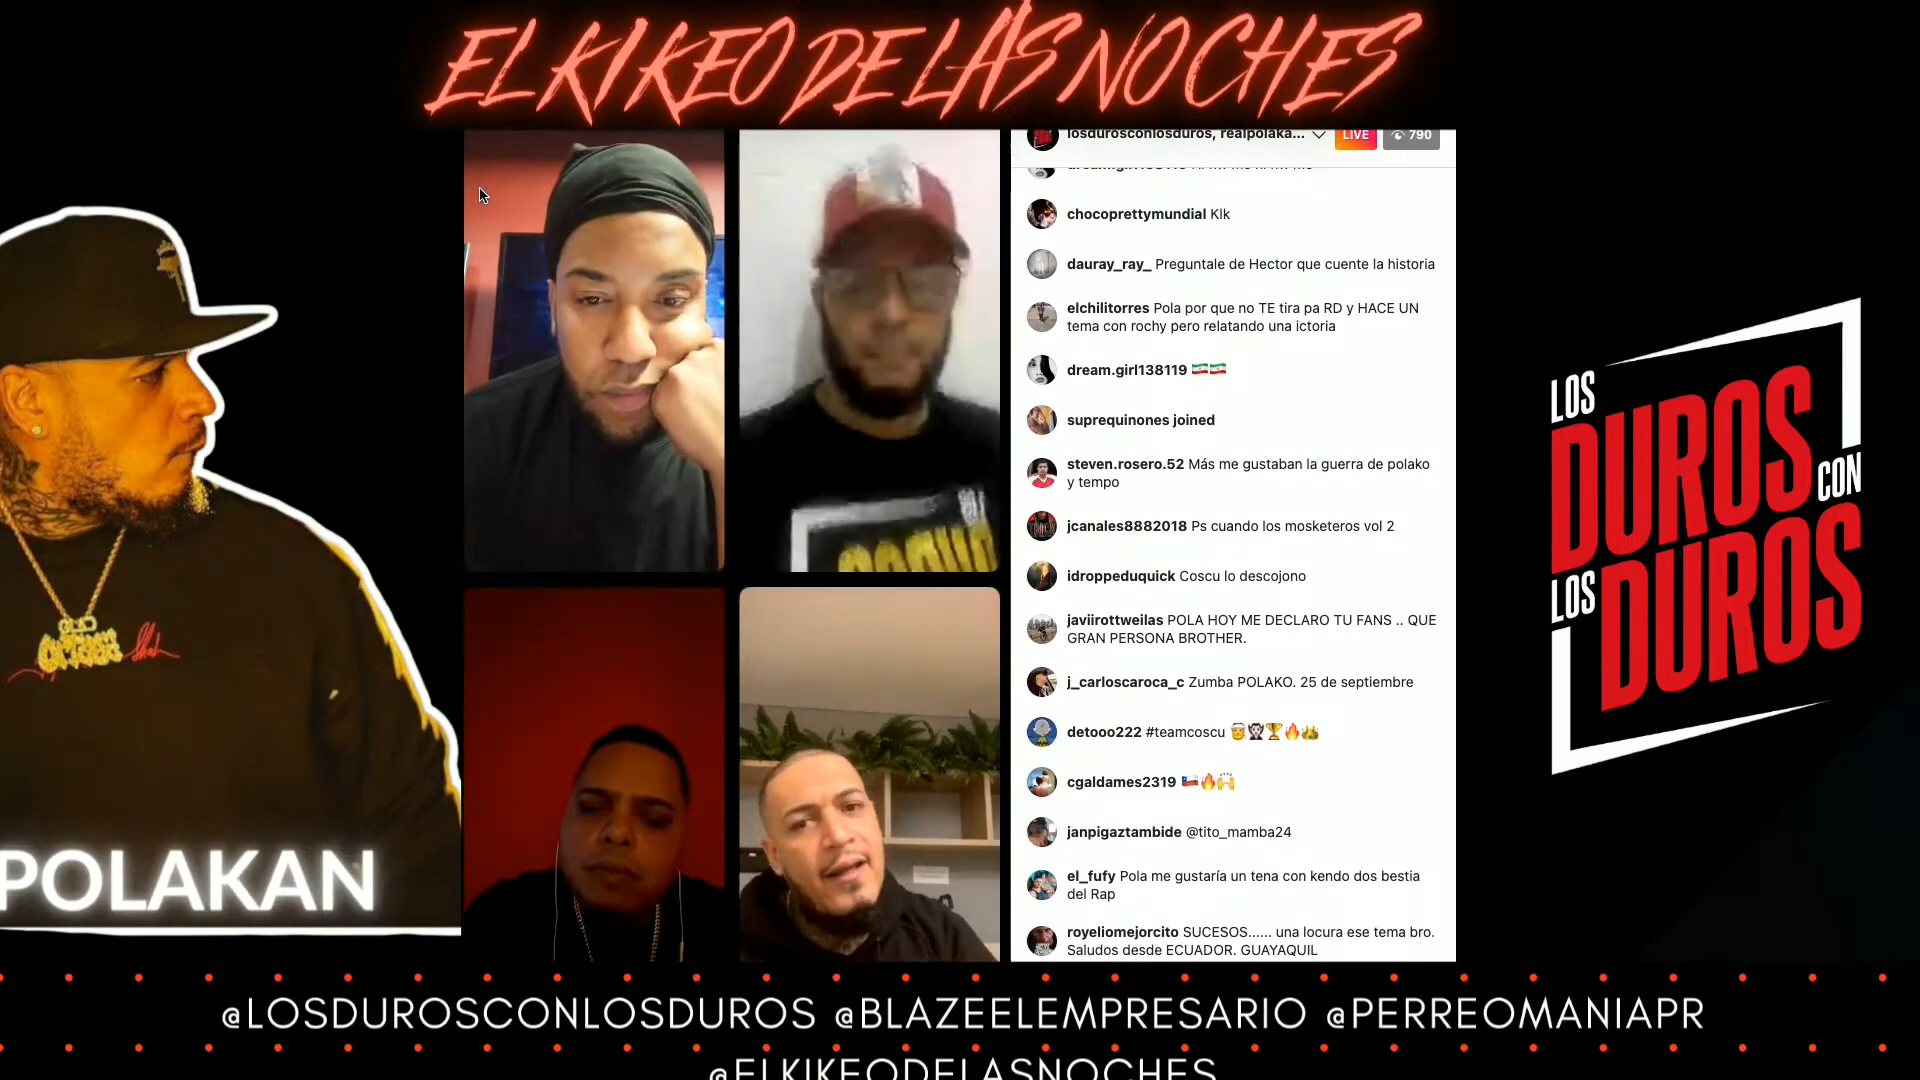 EL KIKEO DE LAS NOCHES
losdurosconlosduros, realpolaka...
LIVE
790
chocoprettymundial Klk
dauray_ray_ Preguntale de Hector que cuente la historia
elchilitorres Pola por que no TE tira pa RD y HACE UN
tema con rochy pero relatando una ictoria
dream.girl138119 🇮🇷🇮🇷
suprequinones joined
steven.rosero.52 Más me gustaban la guerra de polako
y tempo
jcanales8882018 Ps cuando los mosketeros vol 2
idroppeduquick Coscu lo descojono
javiirottweilas POLA HOY ME DECLARO TU FANS .. QUE
GRAN PERSONA BROTHER.
j_carloscaroca_c Zumba POLAKO. 25 de septiembre
detooo222 #teamcoscu
cgaldames2319 🇨🇱🔥🙌
janpigaztambide @tito_mamba24
el_fufy Pola me gustaría un tena con kendo dos bestia
del Rap
royeliomejorcito SUCESOS...... una locura ese tema bro.
Saludos desde ECUADOR. GUAYAQUIL
POLAKAN
LOS
DUROS
CON
LOS
DUROS
@LOSDUROSCONLOSDUROS @BLAZEELEMPRESARIO @PERREOMANIAPR
@ELKIKEODELASNOCHES